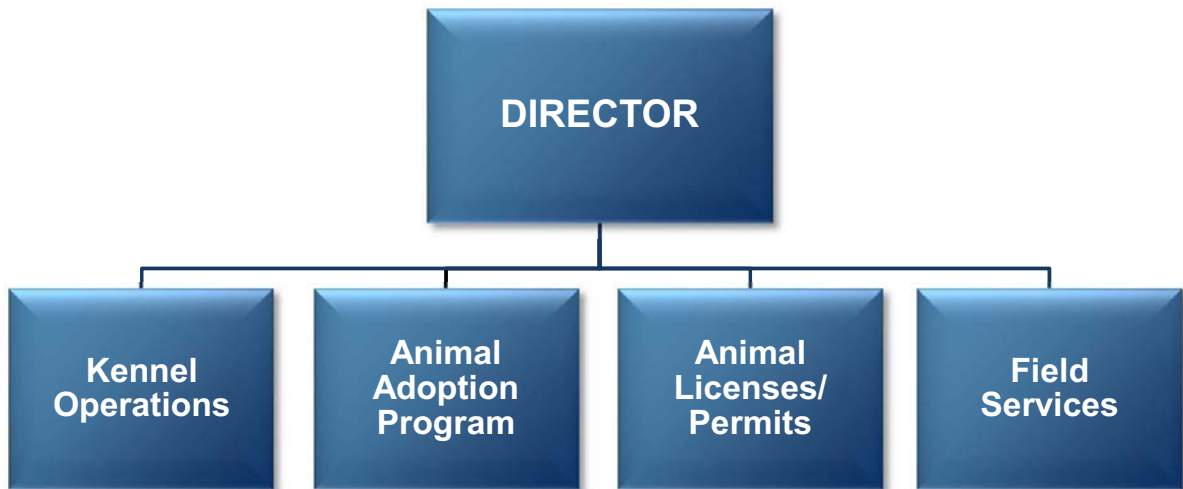 DIRECTOR
Kennel
Operations
Animal
Adoption
Program
Animal
Licenses/
Permits
Field
Services